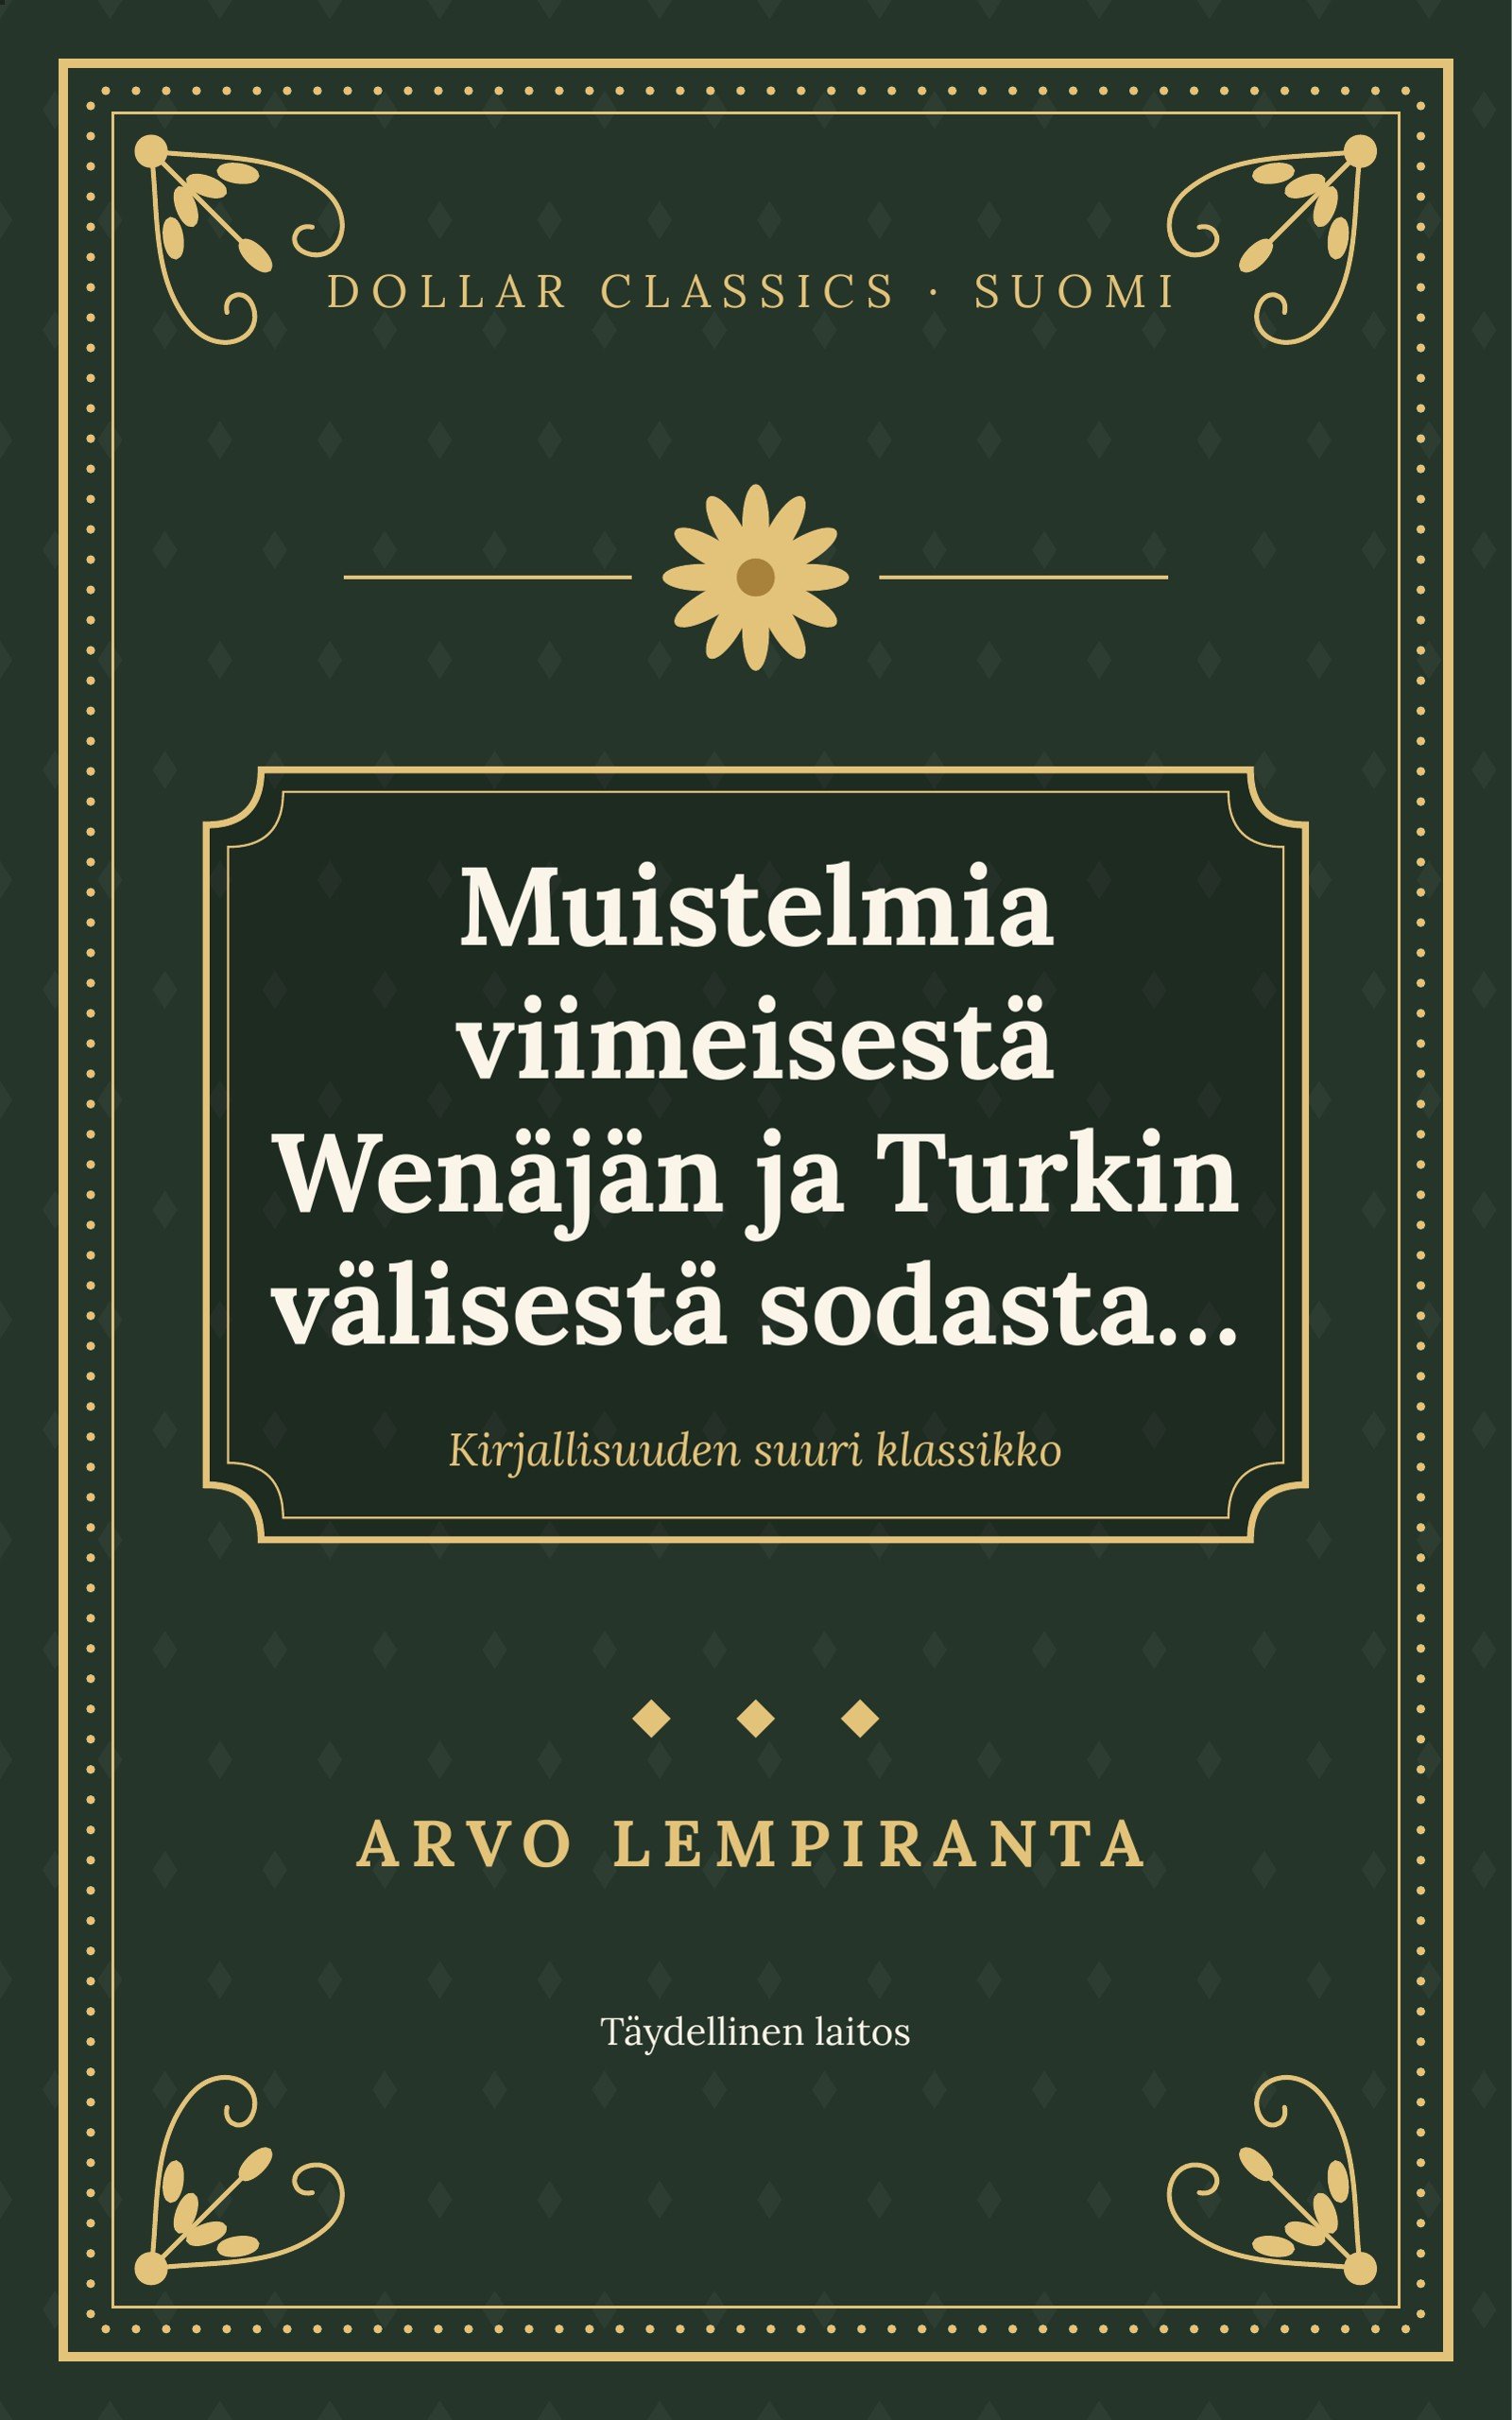 DOLLAR CLASSICS · SUOMI
Muistelmia
viimeisestä
Wenäjän ja Turkin
välisestä sodasta...
Kirjallisuuden suuri klassikko
ARVO LEMPIRANTA
Täydellinen laitos